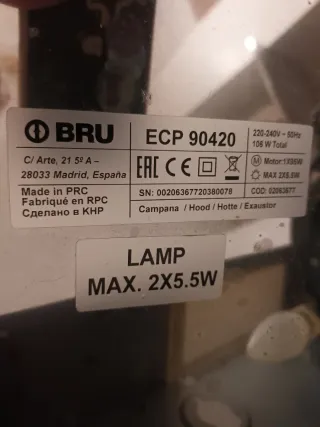 BRU
ECP 90420
220-240V ~ 50Hz
106 W Total
C/ Arte, 21 5º A –
28033 Madrid, España
EAC CE
M Motor:1X95W
MAX 2X5.5W
Made in PRC
Fabriqué en RPC
Сделано в КНР
SN: 00206367720380078
COD: 02063677
Campana / Hood / Hotte / Exaustor
LAMP
MAX. 2X5.5W